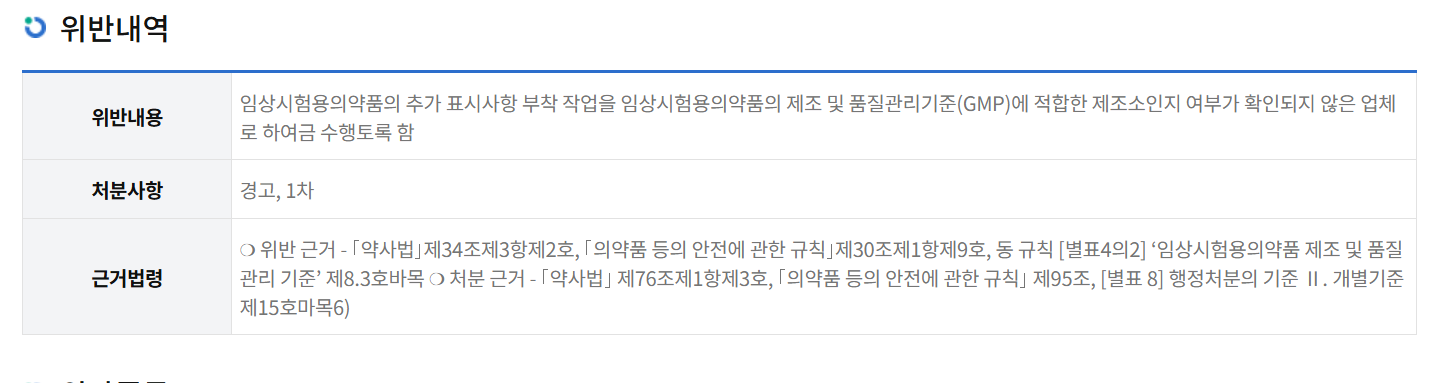 위반내역
위반내용
임상시험용의약품의 추가 표시사항 부착 작업을 임상시험용의약품의 제조 및 품질관리기준(GMP)에 적합한 제조소인지 여부가 확인되지 않은 업체
로 하여금 수행토록 함
처분사항
경고, 1차
근거법령
❍ 위반 근거 - ｢약사법｣제34조제3항제2호, ｢의약품 등의 안전에 관한 규칙｣제30조제1항제9호, 동 규칙 [별표4의2] ‘임상시험용의약품 제조 및 품질
관리 기준’ 제8.3호바목 ❍ 처분 근거 - ｢약사법｣ 제76조제1항제3호, ｢의약품 등의 안전에 관한 규칙｣ 제95조, [별표 8] 행정처분의 기준 Ⅱ. 개별기준
제15호마목6)